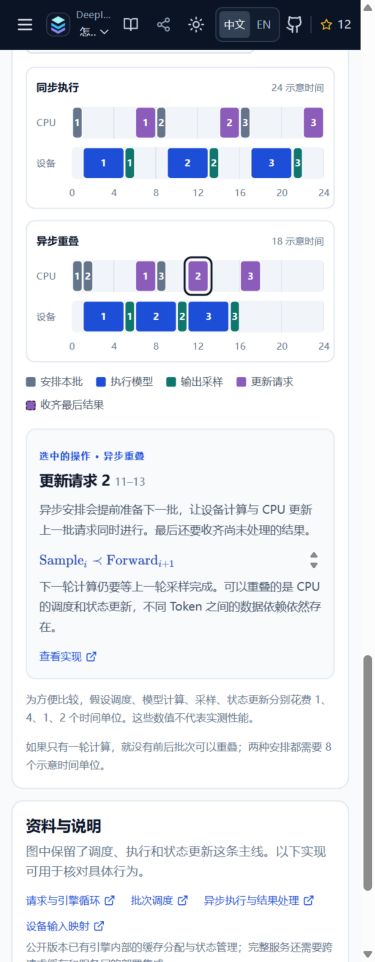 DeepI...
怎..
中文
EN
12
同步执行
24 示意时间
CPU
1 1 2 2 3 3
设备
1 1 2 2 3 3
0 4 8 12 16 20 24
异步重叠
18 示意时间
CPU
1 2 1 3 2 3
设备
1 1 2 2 3 3
0 4 8 12 16 20 24
安排本批 执行模型 输出采样 更新请求
收齐最后结果
选中的操作 • 异步重叠
更新请求 2 11–13
异步安排会提前准备下一批，让设备计算与 CPU 更新
上一批请求同时进行。最后还要收齐尚未处理的结果。
Sampleᵢ ≺ Forwardᵢ₊₁
下一轮计算仍要等上一轮采样完成。可以重叠的是 CPU
的调度和状态更新，不同 Token 之间的数据依赖依然存
在。
查看实现
为方便比较，假设调度、模型计算、采样、状态更新分别花费 1、
4、1、2 个时间单位。这些数值不代表实测性能。
如果只有一轮计算，就没有前后批次可以重叠；两种安排都需要 8
个示意时间单位。
资料与说明
图中保留了调度、执行和状态更新这条主线。以下实现
可用于核对具体行为。
请求与引擎循环 批次调度 异步执行与结果处理
设备输入映射
公开版本已有引擎内部的缓存分配与状态管理；完整服务还需要跨